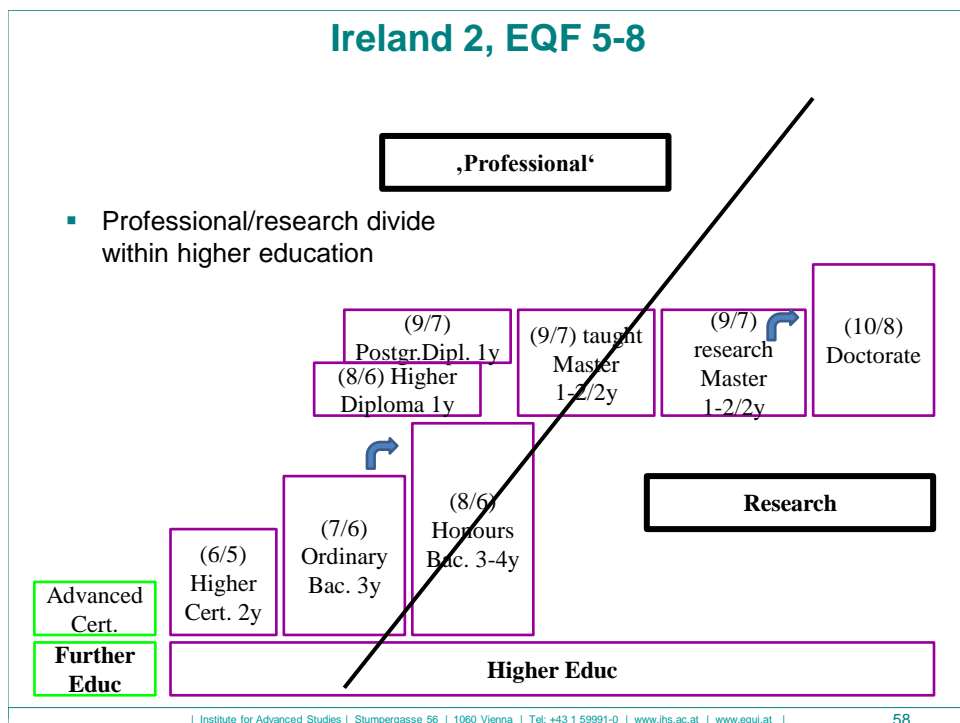 Ireland 2, EQF 5-8
‚Professional‘
▪ Professional/research divide
within higher education
(9/7)
Postgr.Dipl. 1y
(8/6) Higher
Diploma 1y
(9/7) taught
Master
1-2/2y
(9/7)
research
Master
1-2/2y
(10/8)
Doctorate
Research
(8/6)
Honours
Bac. 3-4y
(7/6)
Ordinary
Bac. 3y
(6/5)
Higher
Cert. 2y
Advanced
Cert.
Further
Educ
Higher Educ
| Institute for Advanced Studies | Stumpergasse 56 | 1060 Vienna | Tel: +43 1 59991-0 | www.ihs.ac.at | www.equi.at |
58